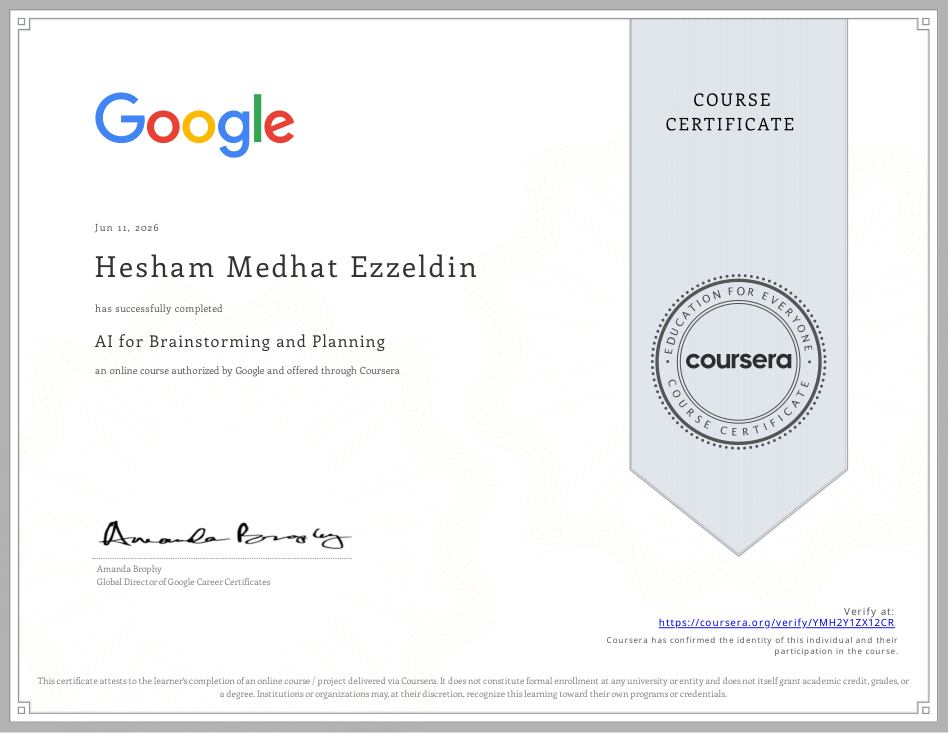 Google
COURSE
CERTIFICATE
Jun 11, 2026
Hesham Medhat Ezzeldin
has successfully completed
AI for Brainstorming and Planning
an online course authorized by Google and offered through Coursera
EDUCATION FOR EVERYONE
coursera
COURSE CERTIFICATE
Amanda Brophy
Amanda Brophy
Global Director of Google Career Certificates
Verify at:
https://coursera.org/verify/YMH2Y1ZX12CR
Coursera has confirmed the identity of this individual and their
participation in the course.
This certificate attests to the learner's completion of an online course / project delivered via Coursera. It does not constitute formal enrollment at any university or entity and does not itself grant academic credit, grades, or
a degree. Institutions or organizations may, at their discretion, recognize this learning toward their own programs or credentials.